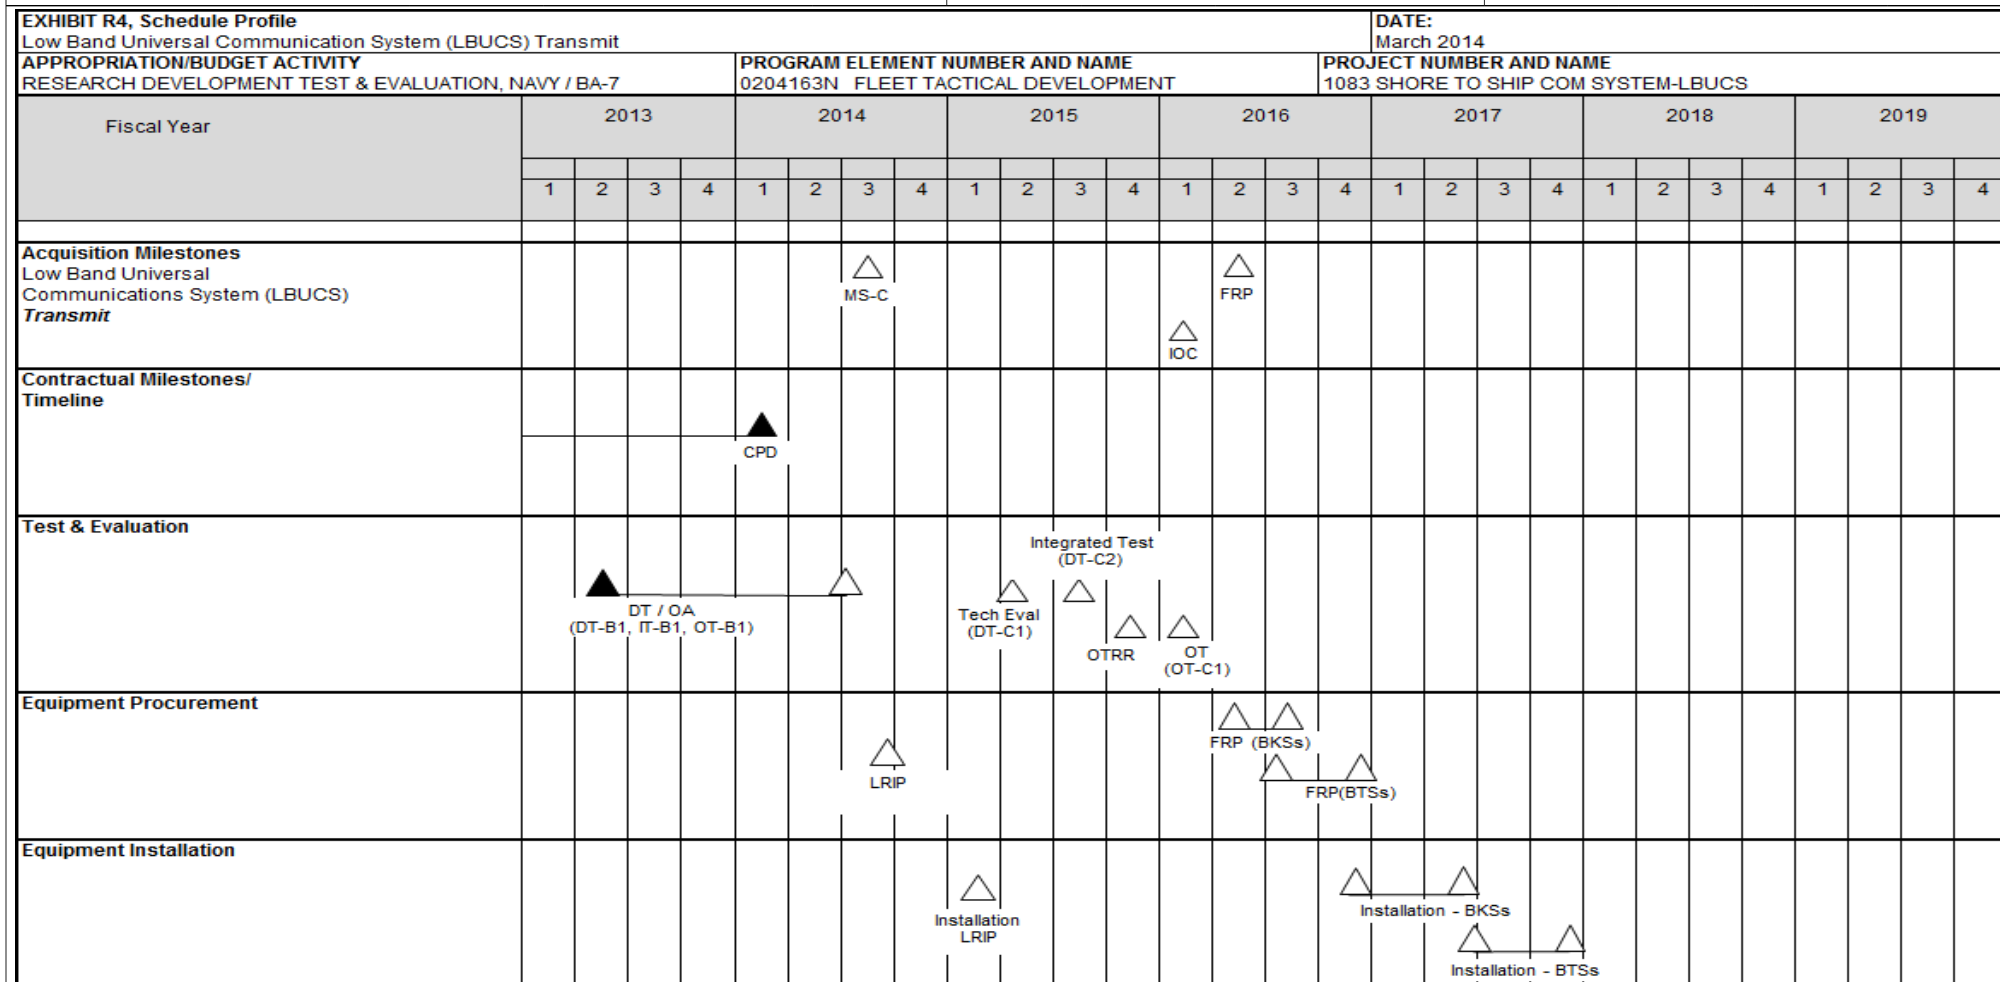 EXHIBIT R4, Schedule Profile
DATE:
Low Band Universal Communication System (LBUCS) Transmit
March 2014
APPROPRIATION/BUDGET ACTIVITY
PROGRAM ELEMENT NUMBER AND NAME
PROJECT NUMBER AND NAME
RESEARCH DEVELOPMENT TEST & EVALUATION, NAVY / BA-7
0204163N FLEET TACTICAL DEVELOPMENT
1083 SHORE TO SHIP COM SYSTEM-LBUCS
Fiscal Year
2013 2014 2015 2016 2017 2018 2019
1 2 3 4 1 2 3 4 1 2 3 4 1 2 3 4 1 2 3 4 1 2 3 4 1 2 3 4
Acquisition Milestones
Low Band Universal
Communications System (LBUCS)
Transmit
MS-C
FRP
IOC
Contractual Milestones/
Timeline
CPD
Test & Evaluation
Integrated Test
(DT-C2)
DT / OA
(DT-B1, IT-B1, OT-B1)
Tech Eval
(DT-C1)
OTRR
OT
(OT-C1)
Equipment Procurement
FRP (BKSs)
LRIP
FRP(BTSs)
Equipment Installation
Installation
LRIP
Installation - BKSs
Installation - BTSs